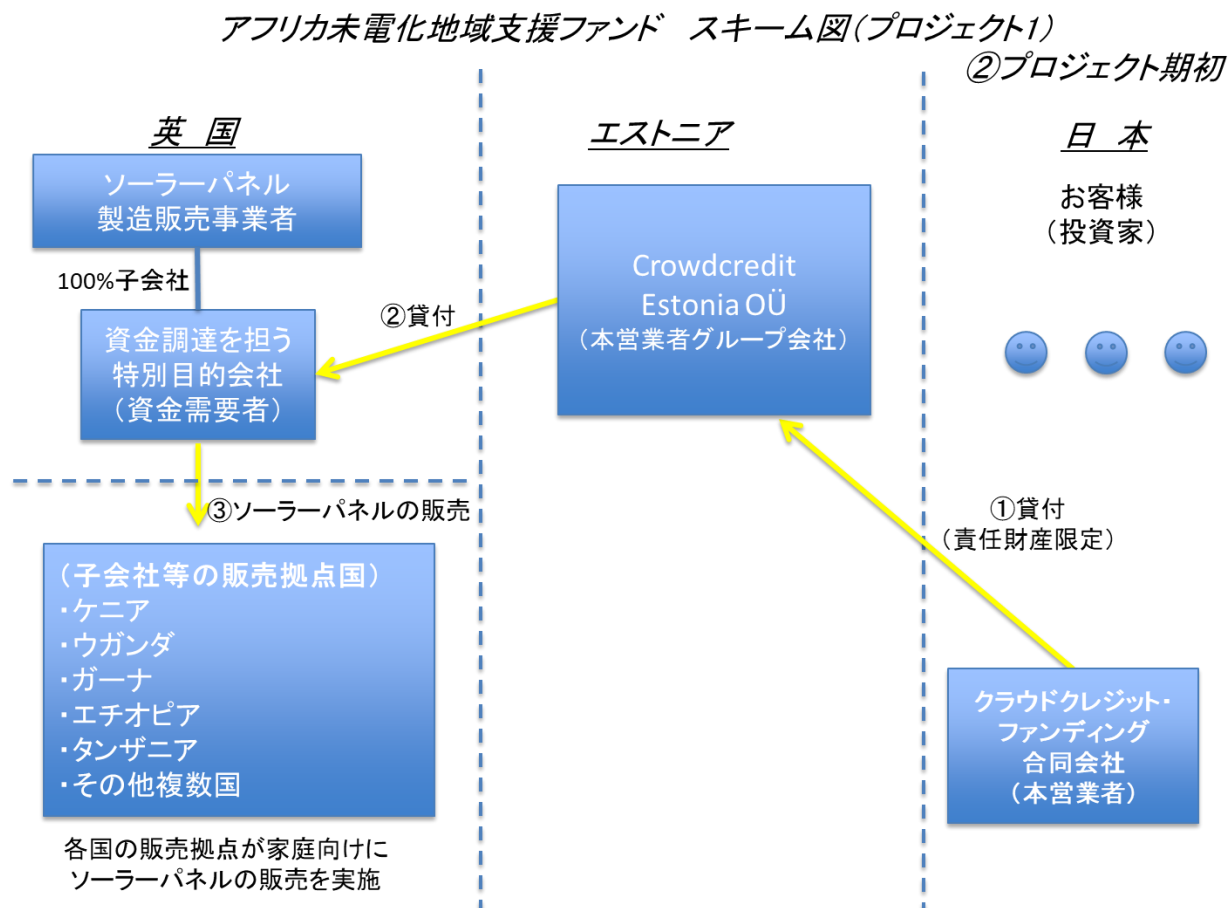 アフリカ未電化地域支援ファンド　スキーム図(プロジェクト1)
②プロジェクト期初
英　国
ソーラーパネル
製造販売事業者
100%子会社
資金調達を担う
特別目的会社
（資金需要者）
③ソーラーパネルの販売
（子会社等の販売拠点国）
・ケニア
・ウガンダ
・ガーナ
・エチオピア
・タンザニア
・その他複数国
各国の販売拠点が家庭向けに
ソーラーパネルの販売を実施
エストニア
Crowdcredit
Estonia OÜ
（本営業者グループ会社）
②貸付
日　本
お客様
（投資家）
①貸付
（責任財産限定）
クラウドクレジット・
ファンディング
合同会社
（本営業者）